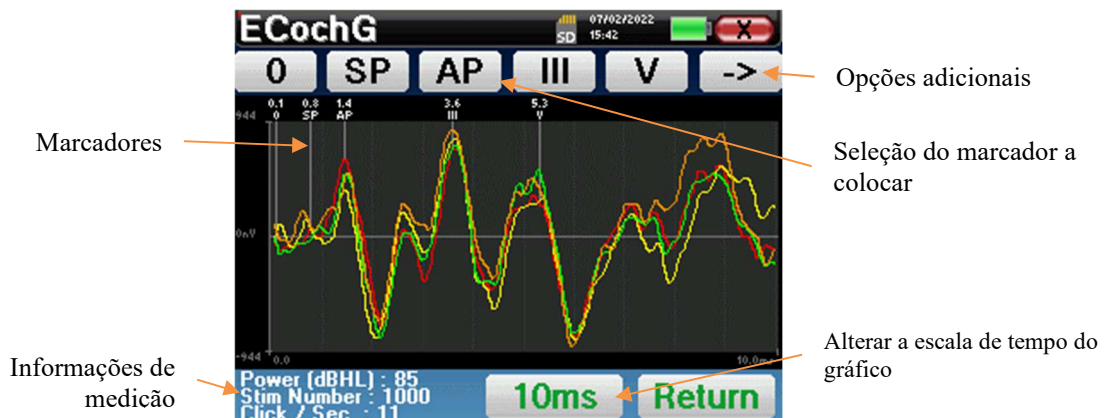 ECochG
SD
07/02/2022
15:42
X
0 SP AP III V ->
Opções adicionais
0.1 0.8 1.4 3.6 5.3
0 SP AP III V
944
Marcadores
Seleção do marcador a
colocar
0nV
-944 0.0 10.0ms
Alterar a escala de tempo do
gráfico
Informações de
medição
Power (dBHL) : 85
Stim Number : 1000
Click / Sec. : 11
10ms Return